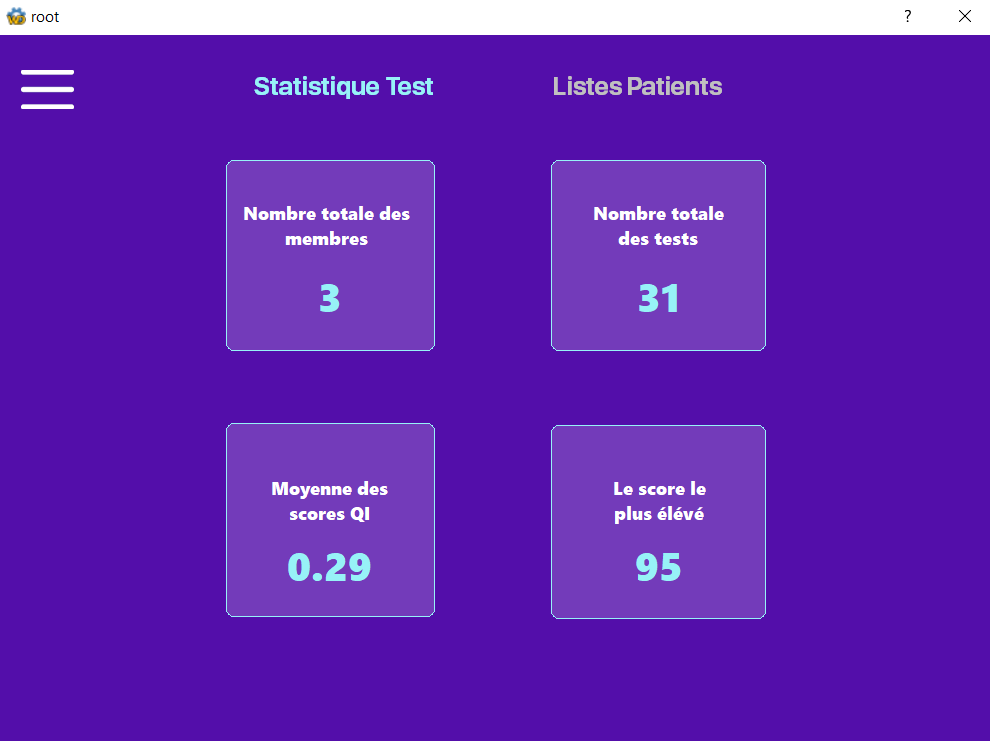 root
?
Statistique Test
Listes Patients
Nombre totale des
membres
3
Nombre totale
des tests
31
Moyenne des
scores QI
0.29
Le score le
plus élévé
95